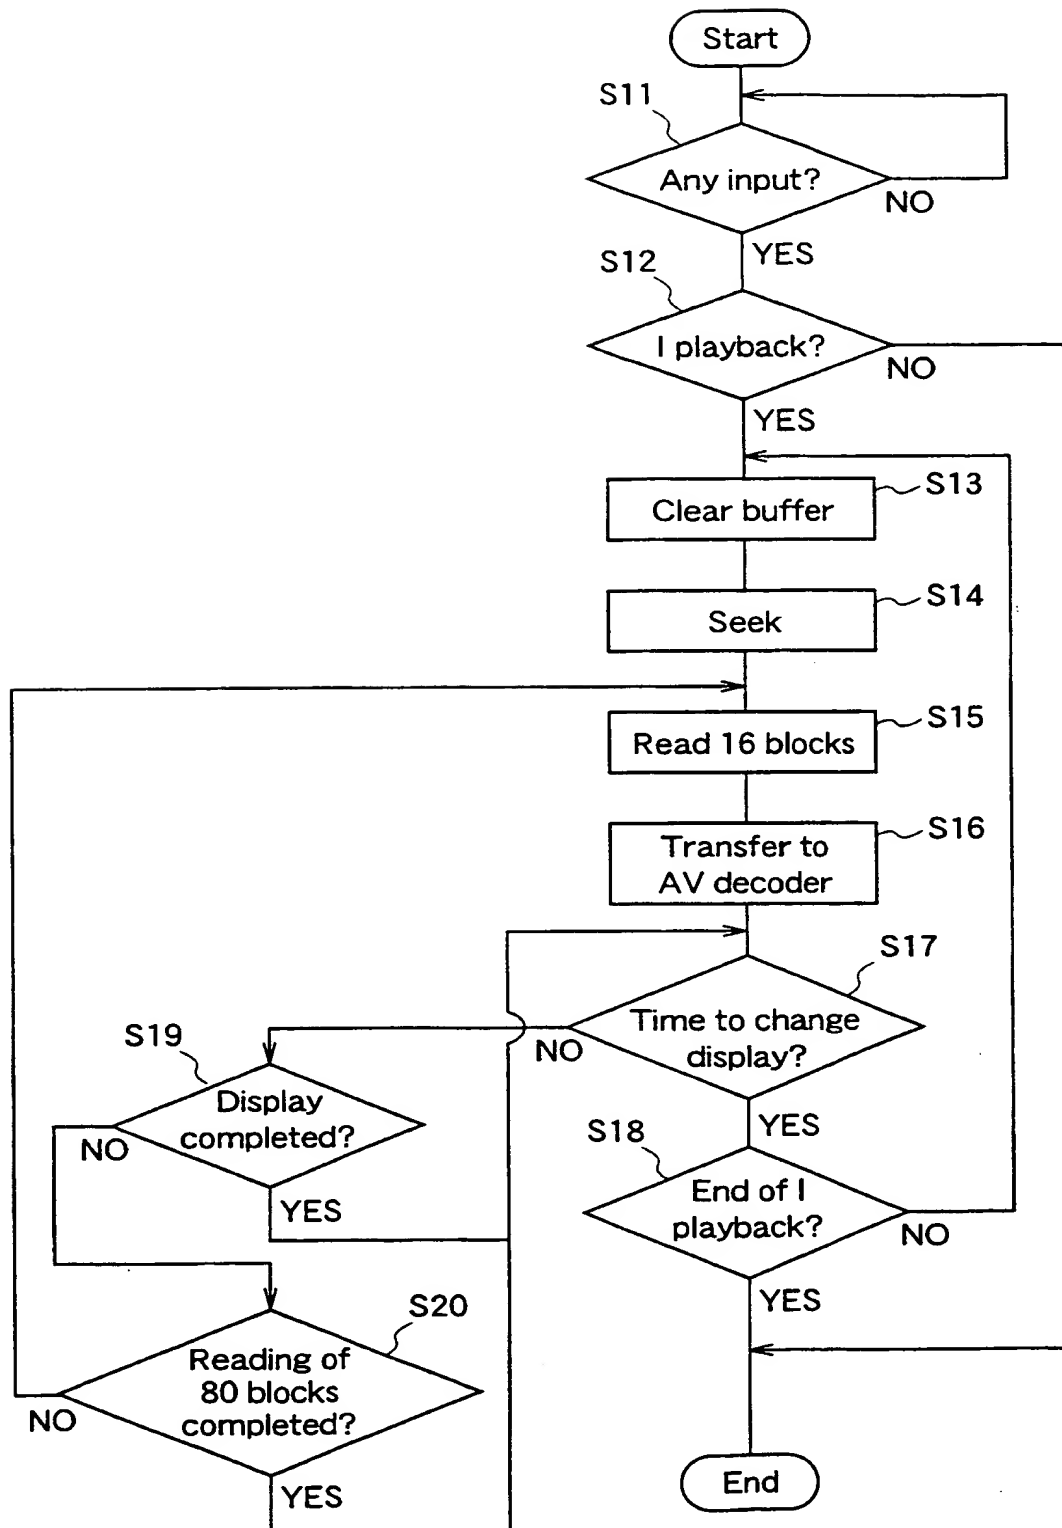 Start
S11
Any input?
NO
YES
S12
I playback?
NO
YES
S13
Clear buffer
S14
Seek
S15
Read 16 blocks
S16
Transfer to
AV decoder
S17
Time to change
display?
NO
YES
S19
Display
completed?
NO
YES
S18
End of I
playback?
NO
YES
S20
Reading of
80 blocks
completed?
NO
YES
End